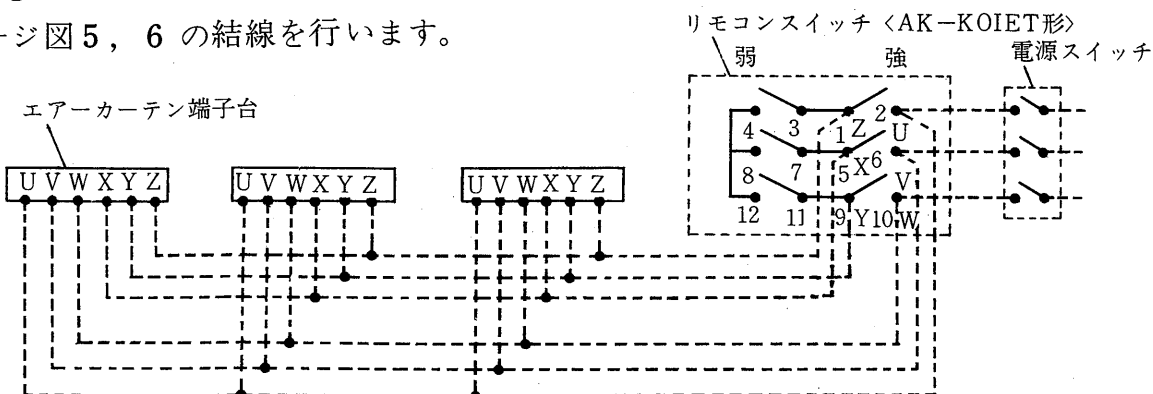 ージ図5，6 の結線を行います。
リモコンスイッチ〈AK－KOIET形〉
弱 強
電源スイッチ
エアーカーテン端子台
4 3 1 Z 2 U
8 7 5 X 6 V
12 11 9 Y 10 W
U V W X Y Z
U V W X Y Z
U V W X Y Z